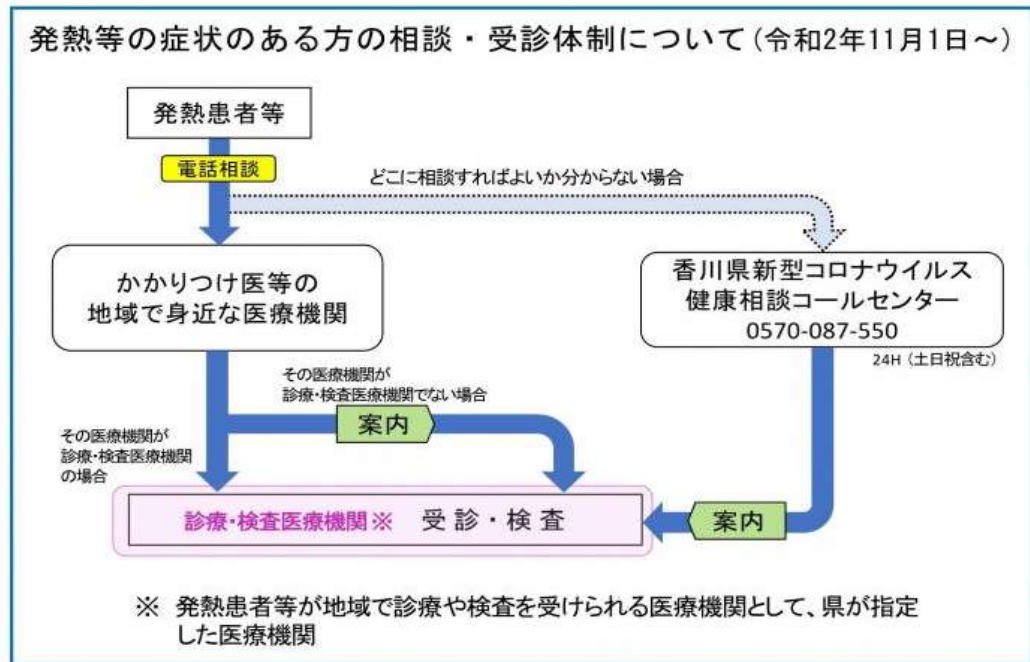 発熱等の症状のある方の相談・受診体制について(令和2年11月1日～)
発熱患者等
電話相談
どこに相談すればよいか分からない場合
かかりつけ医等の
地域で身近な医療機関
香川県新型コロナウイルス
健康相談コールセンター
0570-087-550
24H(土日祝含む)
その医療機関が
診療・検査医療機関でない場合
案内
その医療機関が
診療・検査医療機関
の場合
診療・検査医療機関※ 受診・検査
案内
※ 発熱患者等が地域で診療や検査を受けられる医療機関として、県が指定
した医療機関